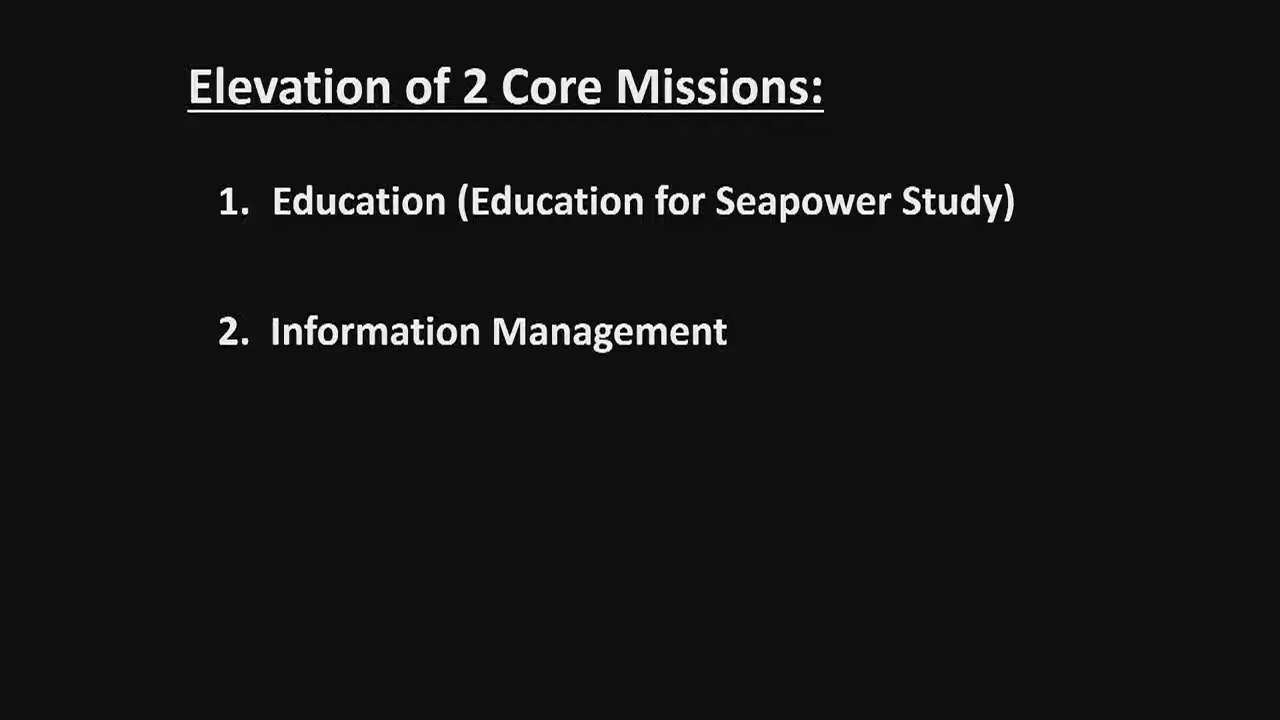 Elevation of 2 Core Missions:
1. Education (Education for Seapower Study)
2. Information Management